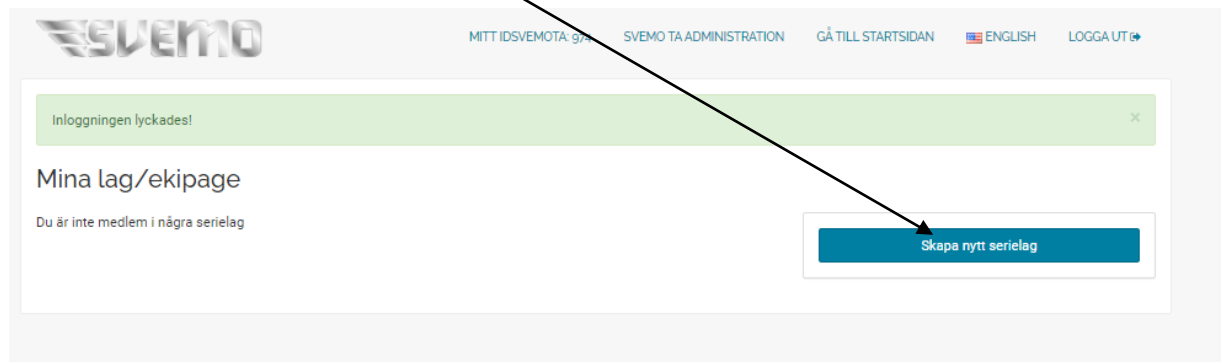 SVEMO
MITT IDSVEMOTA: 974 SVEMO TA ADMINISTRATION GÅ TILL STARTSIDAN ENGLISH LOGGA UT
Inloggningen lyckades! ×
Mina lag/ekipage
Du är inte medlem i några serielag
Skapa nytt serielag